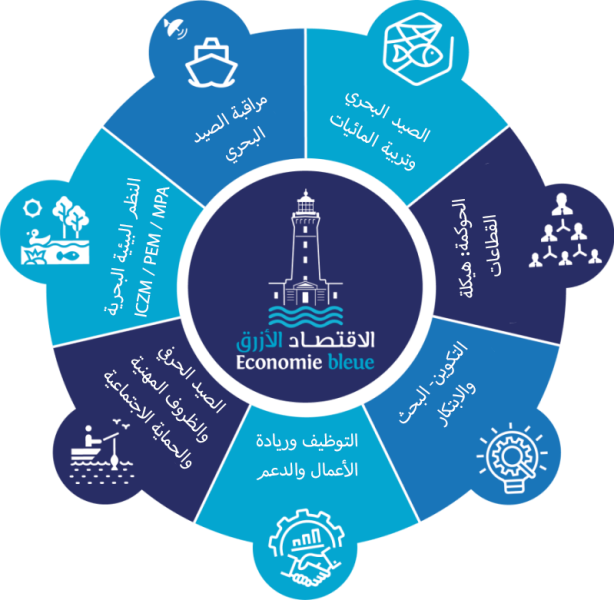 الصيد البحري
وتربية المائيات
الحوكمة: هيكلة
القطاعات
التكوين- البحث
والابتكار
التوظيف وريادة
الأعمال والدعم
الصيد الحرفي
والظروف المهنية
والحماية الاجتماعية
النظم البيئية البحرية
ICZM / PEM / MPA
مراقبة الصيد
البحري
الاقتصاد الأزرق
Economie bleue